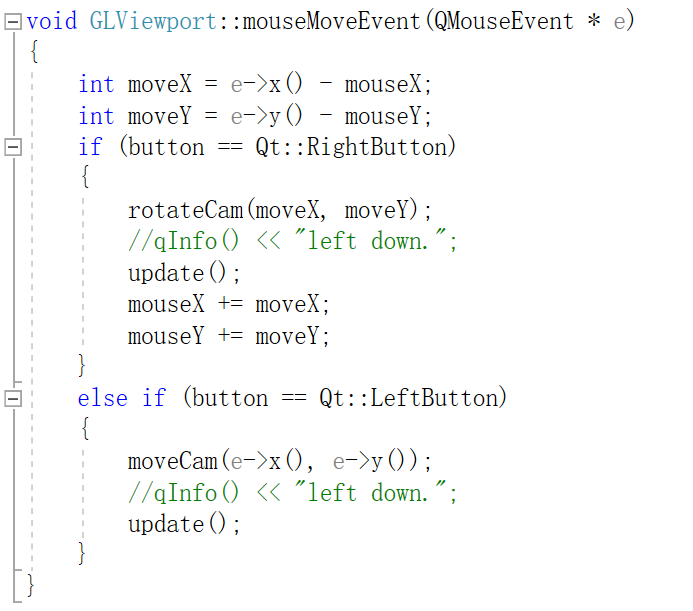 void GLViewport::mouseMoveEvent(QMouseEvent * e)
{
    int moveX = e->x() - mouseX;
    int moveY = e->y() - mouseY;
    if (button == Qt::RightButton)
    {
        rotateCam(moveX, moveY);
        //qInfo() << "left down.";
        update();
        mouseX += moveX;
        mouseY += moveY;
    }
    else if (button == Qt::LeftButton)
    {
        moveCam(e->x(), e->y());
        //qInfo() << "left down.";
        update();
    }
}